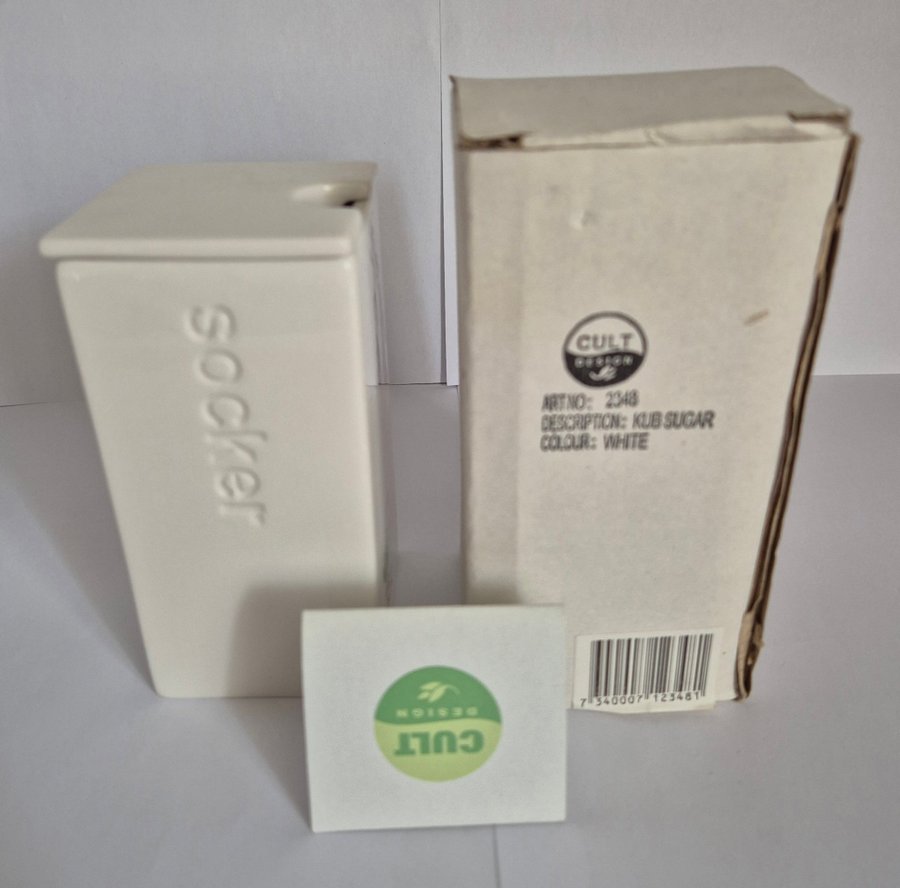 socker
CULT
DESIGN
ART NO: 2348
DESCRIPTION: KUB SUGAR
COLOUR: WHITE
7 340007 123481
CULT
DESIGN